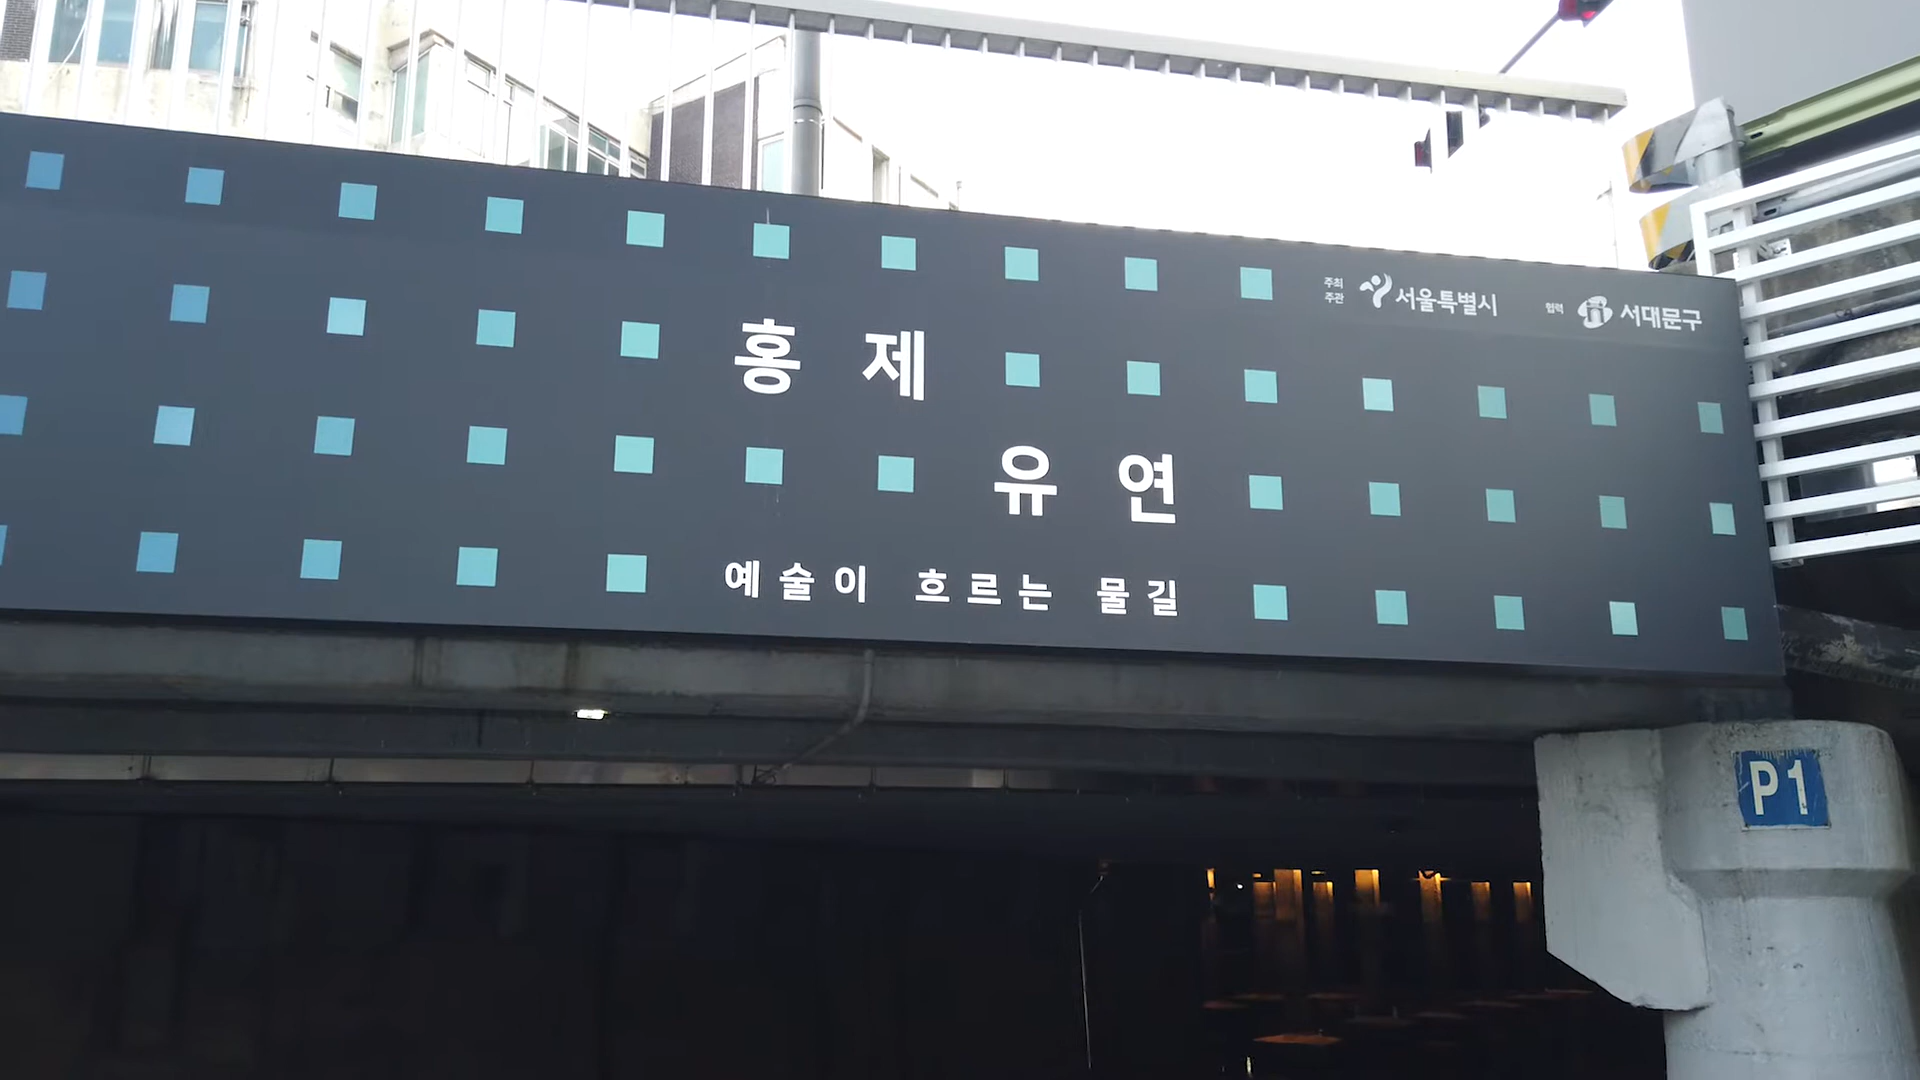 주최
주관
서울특별시
협력
서대문구
홍제
유연
예술이 흐르는 물길
P1